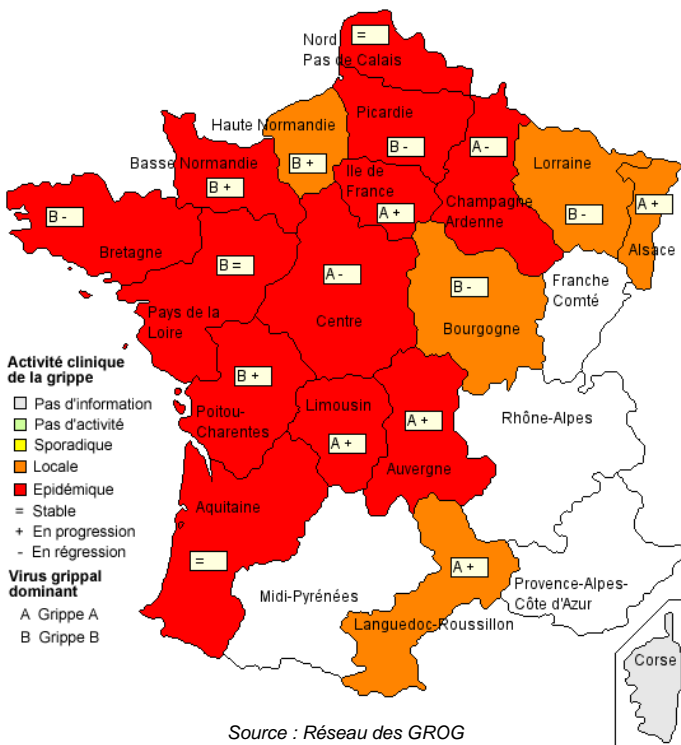 =
Nord
Pas de Calais
Picardie
B -
A -
Haute Normandie
B +
Basse Normandie
B +
Ile de
France
A +
Champagne
Ardenne
Lorraine
B -
A +
Alsace
B -
Bretagne
B =
Pays de la
Loire
A -
Centre
B -
Bourgogne
Franche
Comté
B +
Poitou-
Charentes
Limousin
A +
A +
Auvergne
Rhône-Alpes
Aquitaine
=
Midi-Pyrénées
A +
Languedoc-Roussillon
Provence-Alpes-
Côte d'Azur
Corse
Activité clinique
de la grippe
Pas d'information
Pas d'activité
Sporadique
Locale
Epidémique
= Stable
+ En progression
- En régression
Virus grippal
dominant
A Grippe A
B Grippe B
Source : Réseau des GROG